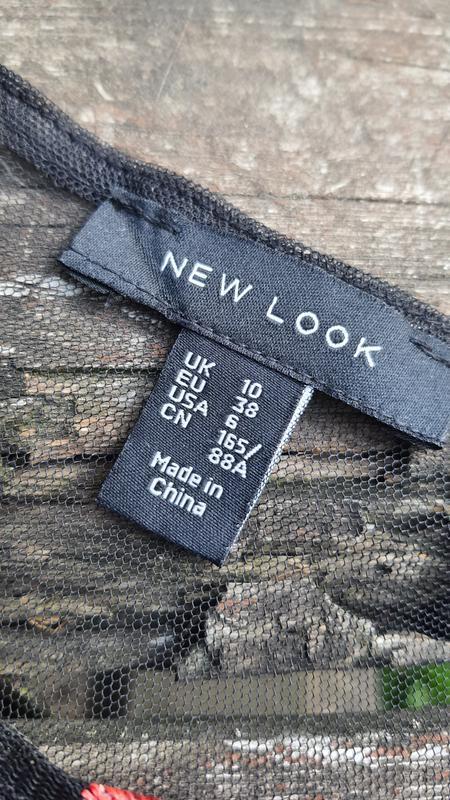 NEW LOOK
UK 10
EU 38
USA 6
CN 165/
88A
Made in
China